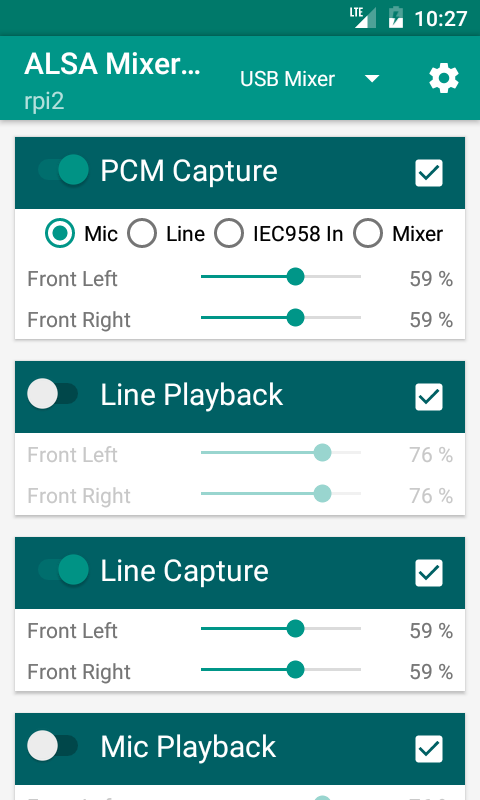 LTE 10:27
ALSA Mixer… USB Mixer
rpi2
PCM Capture
Mic Line IEC958 In Mixer
Front Left 59 %
Front Right 59 %
Line Playback
Front Left 76 %
Front Right 76 %
Line Capture
Front Left 59 %
Front Right 59 %
Mic Playback